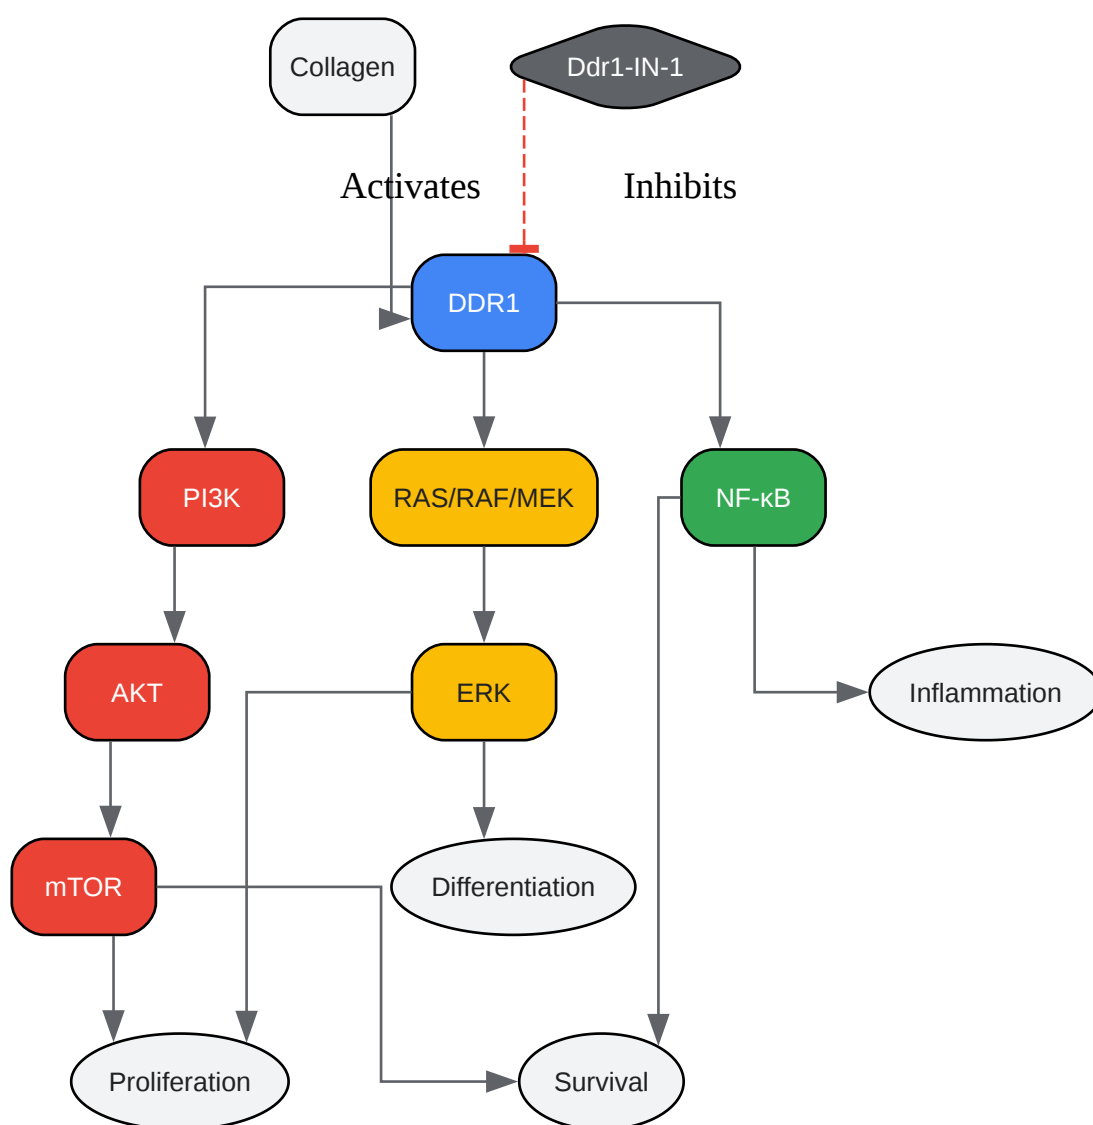 Collagen
Ddr1-IN-1
Activates
Inhibits
DDR1
PI3K
RAS/RAF/MEK
NF-κB
AKT
ERK
Inflammation
mTOR
Differentiation
Proliferation
Survival